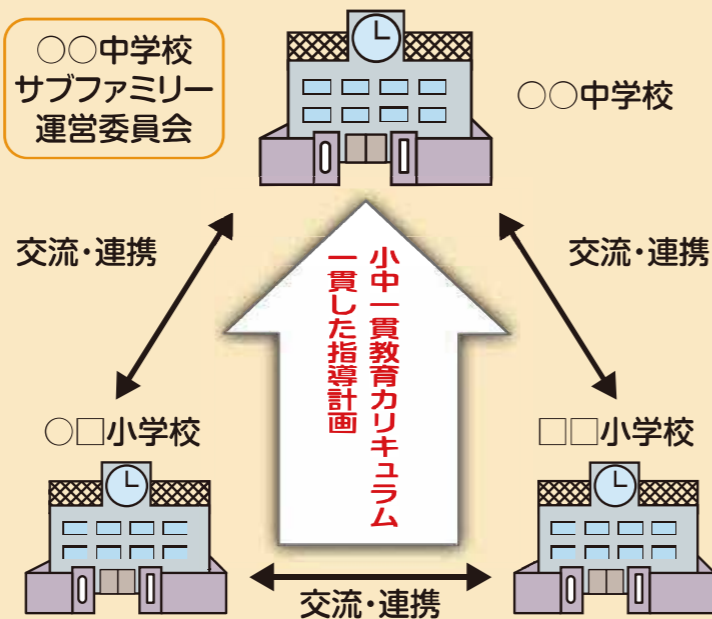 ○○中学校
サブファミリー
運営委員会
○○中学校
交流・連携
交流・連携
小中一貫教育カリキュラム
一貫した指導計画
○□小学校
□□小学校
交流・連携